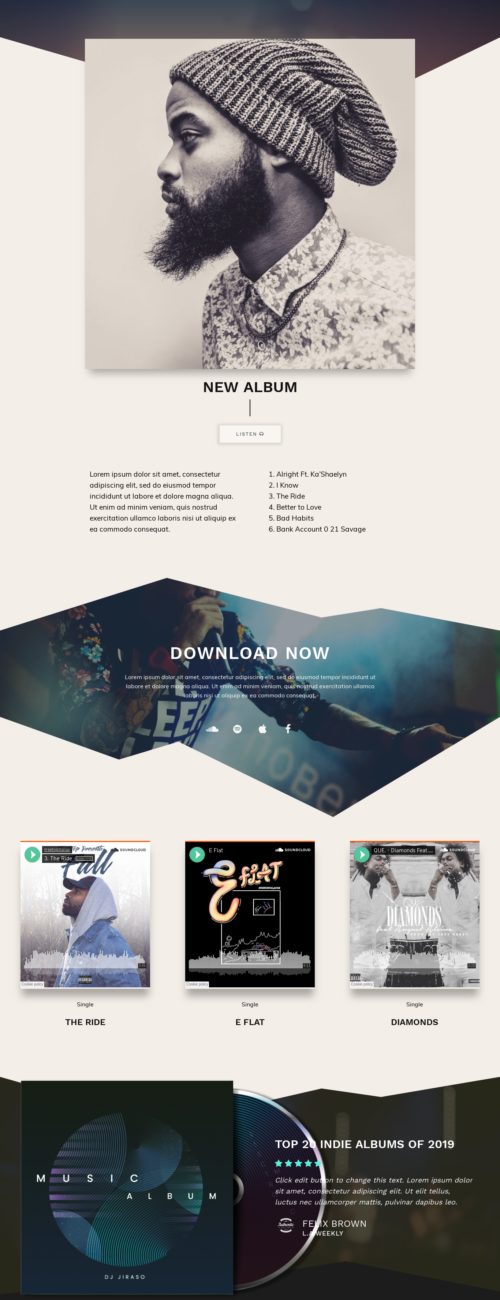 NEW ALBUM
LISTEN
Lorem ipsum dolor sit amet, consectetur
adipiscing elit, sed do eiusmod tempor
incididunt ut labore et dolore magna aliqua.
Ut enim ad minim veniam, quis nostrud
exercitation ullamco laboris nisi ut aliquip ex
ea commodo consequat.
1. Alright Ft. Ka'Shaelyn
2. I Know
3. The Ride
4. Better to Love
5. Bad Habits
6. Bank Account 0 21 Savage
DOWNLOAD NOW
Lorem ipsum dolor sit amet, consectetur adipiscing elit, sed do eiusmod tempor incididunt ut
labore et dolore magna aliqua. Ut enim ad minim veniam, quis nostrud exercitation ullamco
laboris nisi ut aliquip ex ea commodo consequat.
3. The Ride
SOUNDCLOUD
Fall
Cookie policy
Single
THE RIDE
E Flat
SOUNDCLOUD
E FLAT
Cookie policy
Single
E FLAT
QUE. - Diamonds Feat....
SOUNDCLOUD
DIAMONDS
Cookie policy
Single
DIAMONDS
MUSIC
ALBUM
DJ JIRASO
TOP 20 INDIE ALBUMS OF 2019
Click edit button to change this text. Lorem ipsum dolor
sit amet, consectetur adipiscing elit. Ut elit tellus,
luctus nec ullamcorper mattis, pulvinar dapibus leo.
FELIX BROWN
L.A WEEKLY